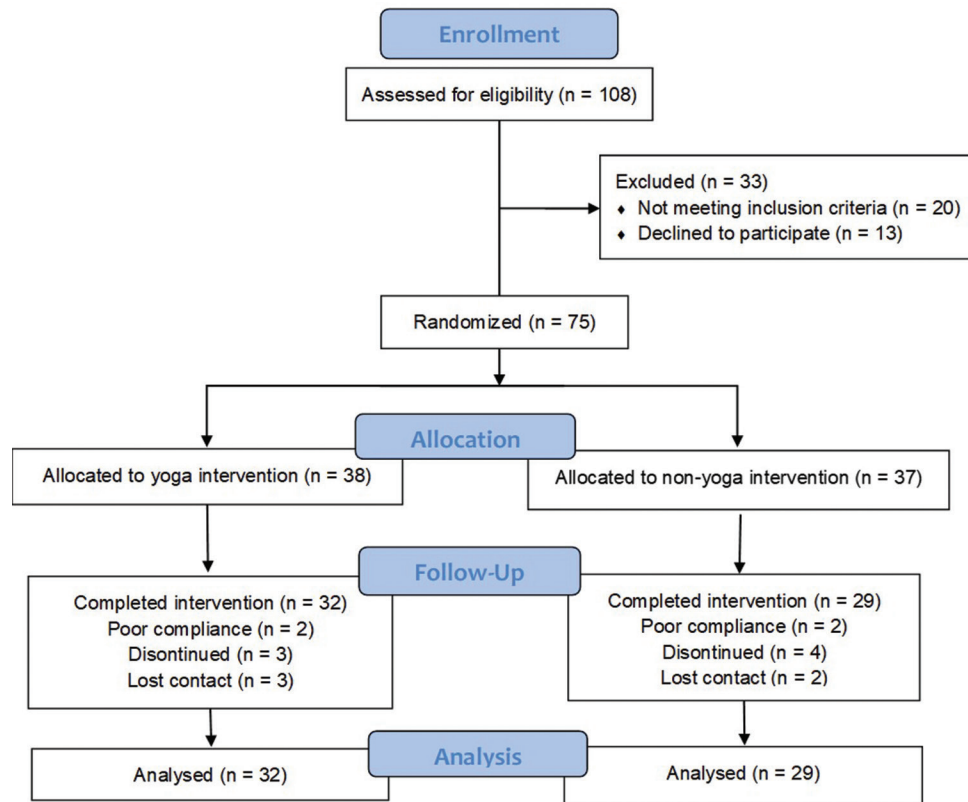 Enrollment
Assessed for eligibility (n = 108)
Excluded (n = 33)
♦ Not meeting inclusion criteria (n = 20)
♦ Declined to participate (n = 13)
Randomized (n = 75)
Allocation
Allocated to yoga intervention (n = 38)
Allocated to non-yoga intervention (n = 37)
Follow-Up
Completed intervention (n = 32)
Poor compliance (n = 2)
Disontinued (n = 3)
Lost contact (n = 3)
Completed intervention (n = 29)
Poor compliance (n = 2)
Disontinued (n = 4)
Lost contact (n = 2)
Analysis
Analysed (n = 32)
Analysed (n = 29)